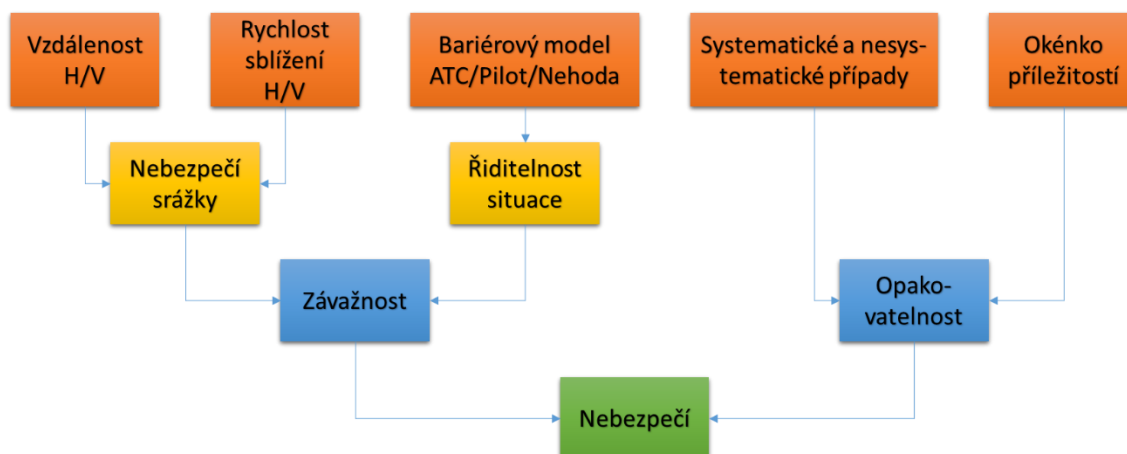 Vzdálenost
H/V
Rychlost
sblížení
H/V
Bariérový model
ATC/Pilot/Nehoda
Systematické a nesys-
tematické případy
Okénko
příležitostí
Nebezpečí
srážky
Řiditelnost
situace
Závažnost
Opako-
vatelnost
Nebezpečí